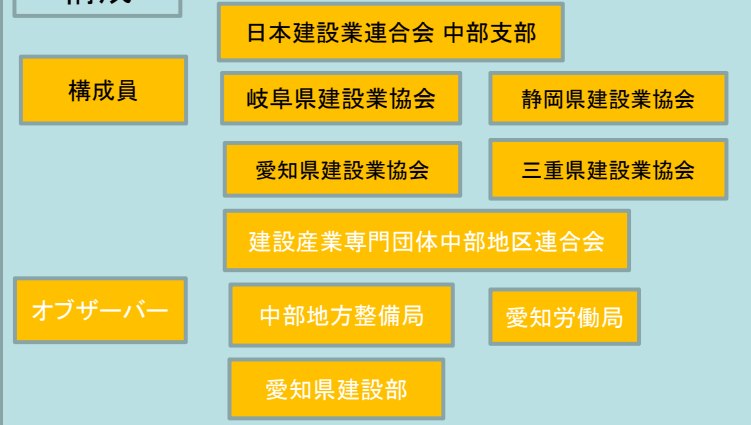 構成
日本建設業連合会 中部支部
構成員
岐阜県建設業協会
静岡県建設業協会
愛知県建設業協会
三重県建設業協会
建設産業専門団体中部地区連合会
オブザーバー
中部地方整備局
愛知労働局
愛知県建設部